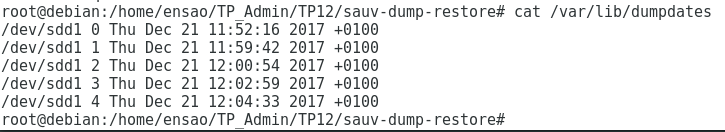 root@debian:/home/ensao/TP_Admin/TP12/sauv-dump-restore# cat /var/lib/dumpdates
/dev/sdd1 0 Thu Dec 21 11:52:16 2017 +0100
/dev/sdd1 1 Thu Dec 21 11:59:42 2017 +0100
/dev/sdd1 2 Thu Dec 21 12:00:54 2017 +0100
/dev/sdd1 3 Thu Dec 21 12:02:59 2017 +0100
/dev/sdd1 4 Thu Dec 21 12:04:33 2017 +0100
root@debian:/home/ensao/TP_Admin/TP12/sauv-dump-restore#